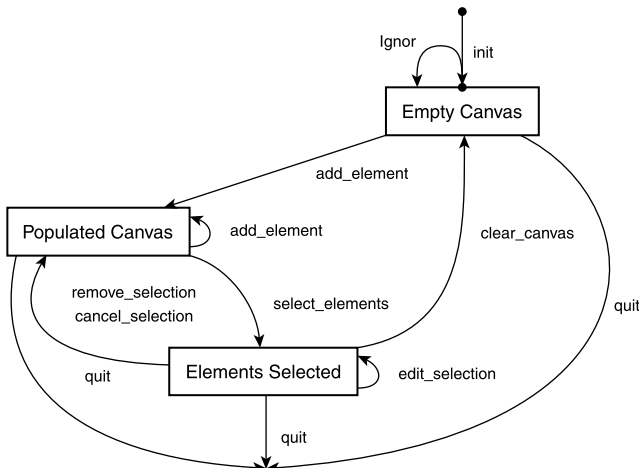 Ignor
init
Empty Canvas
add_element
Populated Canvas
add_element
clear_canvas
remove_selection
cancel_selection
select_elements
quit
quit
Elements Selected
edit_selection
quit